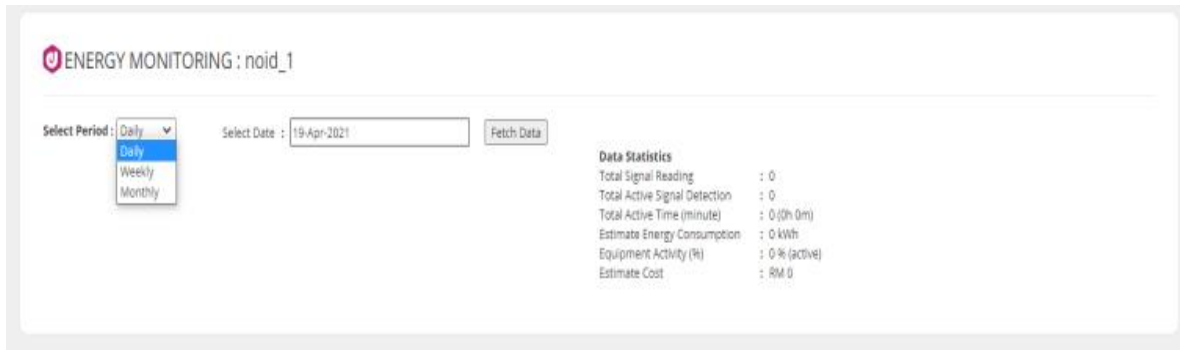 ENERGY MONITORING : noid_1
Select Period : Daily Select Date : 19-Apr-2021 Fetch Data
Daily
Weekly
Monthly
Data Statistics
Total Signal Reading : 0
Total Active Signal Detection : 0
Total Active Time (minute) : 0 (0h 0m)
Estimate Energy Consumption : 0 kWh
Equipment Activity (%) : 0 % (active)
Estimate Cost : RM 0